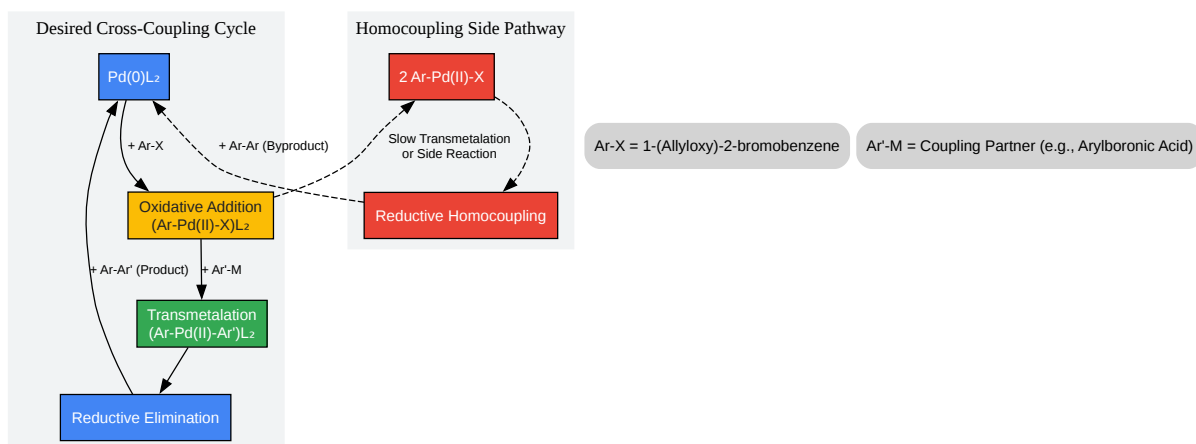 Desired Cross-Coupling Cycle
Pd(0)L₂
+ Ar-X
Oxidative Addition
(Ar-Pd(II)-X)L₂
+ Ar-Ar' (Product)
+ Ar'-M
Transmetalation
(Ar-Pd(II)-Ar')L₂
Reductive Elimination
Homocoupling Side Pathway
2 Ar-Pd(II)-X
+ Ar-Ar (Byproduct)
Slow Transmetalation
or Side Reaction
Reductive Homocoupling
Ar-X = 1-(Allyloxy)-2-bromobenzene
Ar'-M = Coupling Partner (e.g., Arylboronic Acid)